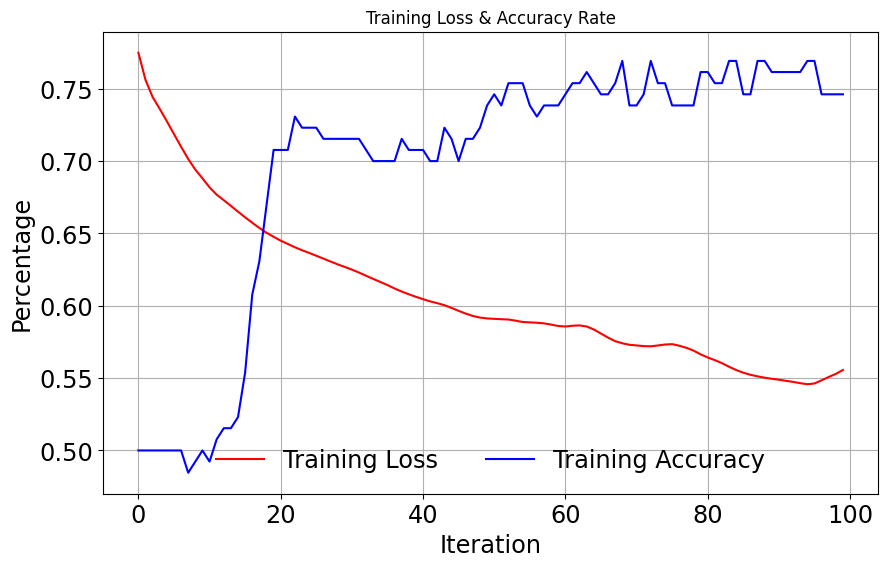 Training Loss & Accuracy Rate
Percentage
0.75
0.70
0.65
0.60
0.55
0.50
Training Loss
Training Accuracy
0 20 40 60 80 100
Iteration